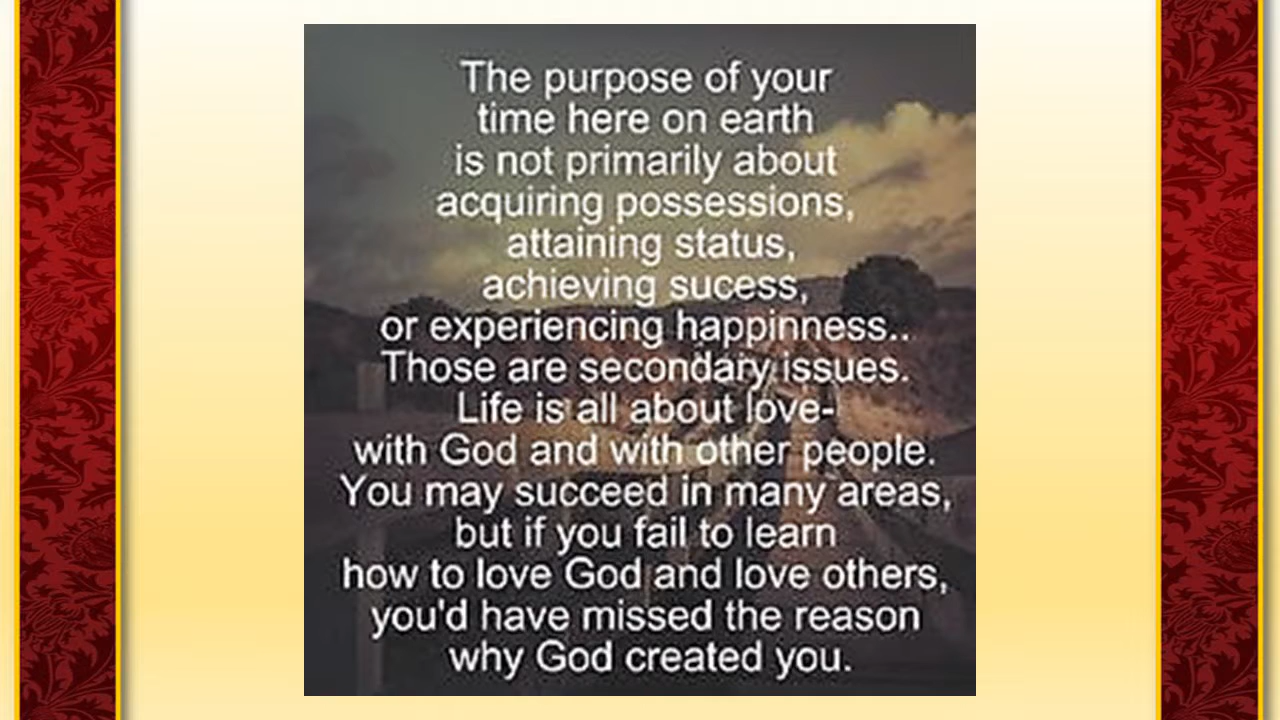 The purpose of your
time here on earth
is not primarily about
acquiring possessions,
attaining status,
achieving sucess,
or experiencing happinness..
Those are secondary issues.
Life is all about love-
with God and with other people.
You may succeed in many areas,
but if you fail to learn
how to love God and love others,
you'd have missed the reason
why God created you.